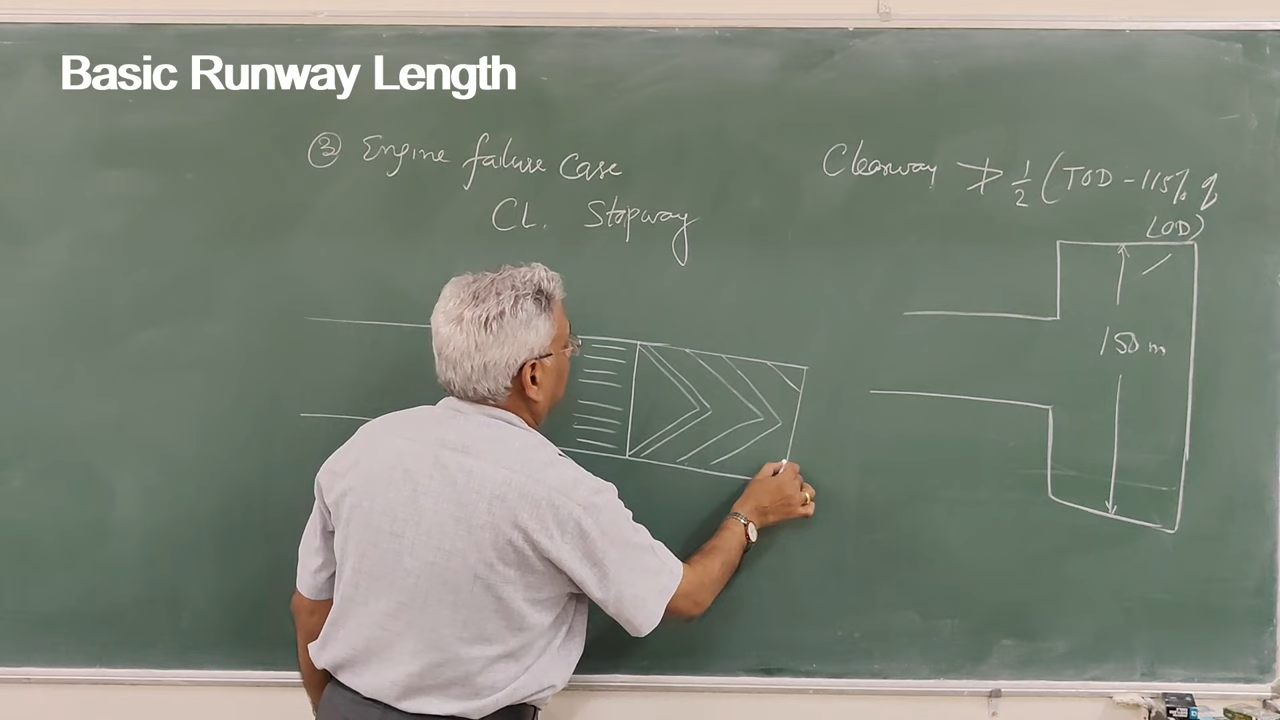 Basic Runway Length
③ Engine failure case
CL. Stopway
Clearway ≯ 1/2 (TOD - 115% of
LOD)
150 m